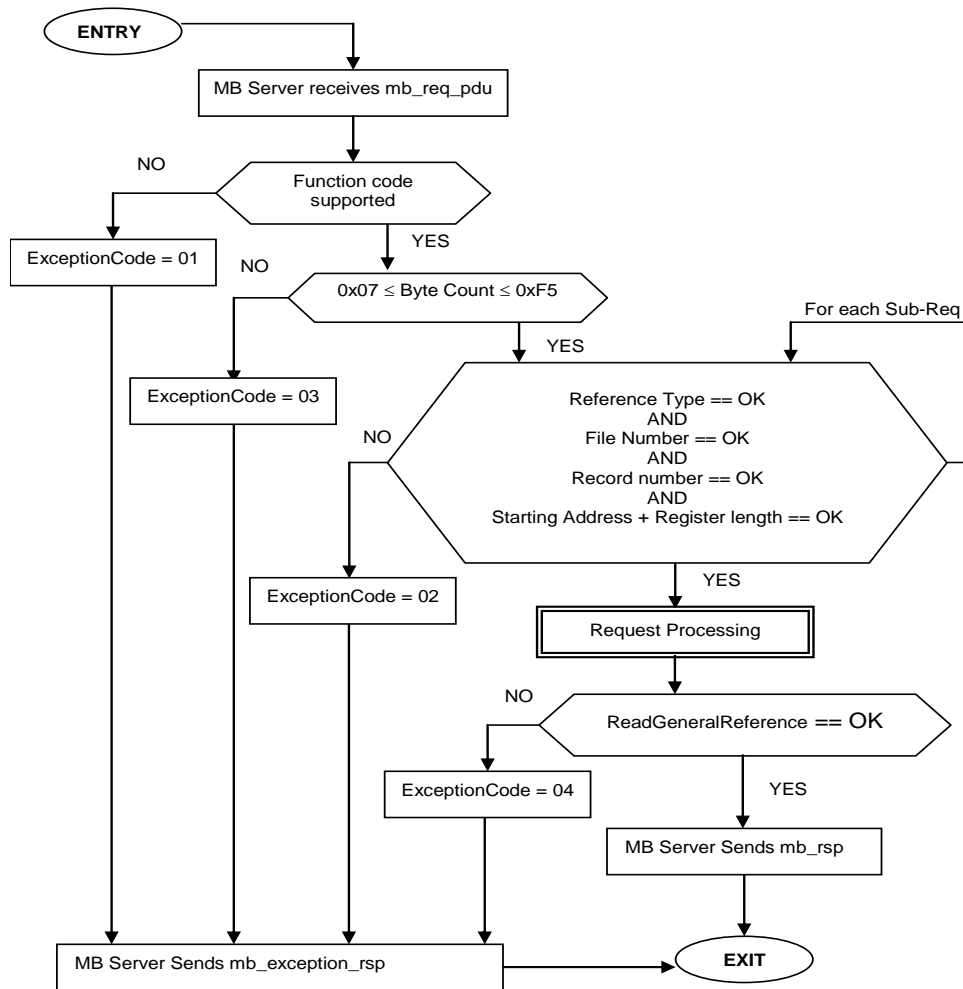 ENTRY
MB Server receives mb_req_pdu
NO
Function code
supported
YES
ExceptionCode = 01
NO
0x07 ≤ Byte Count ≤ 0xF5
For each Sub-Req
YES
ExceptionCode = 03
Reference Type == OK
AND
File Number == OK
AND
Record number == OK
AND
Starting Address + Register length == OK
NO
YES
ExceptionCode = 02
Request Processing
NO
ReadGeneralReference == OK
ExceptionCode = 04
YES
MB Server Sends mb_rsp
MB Server Sends mb_exception_rsp
EXIT